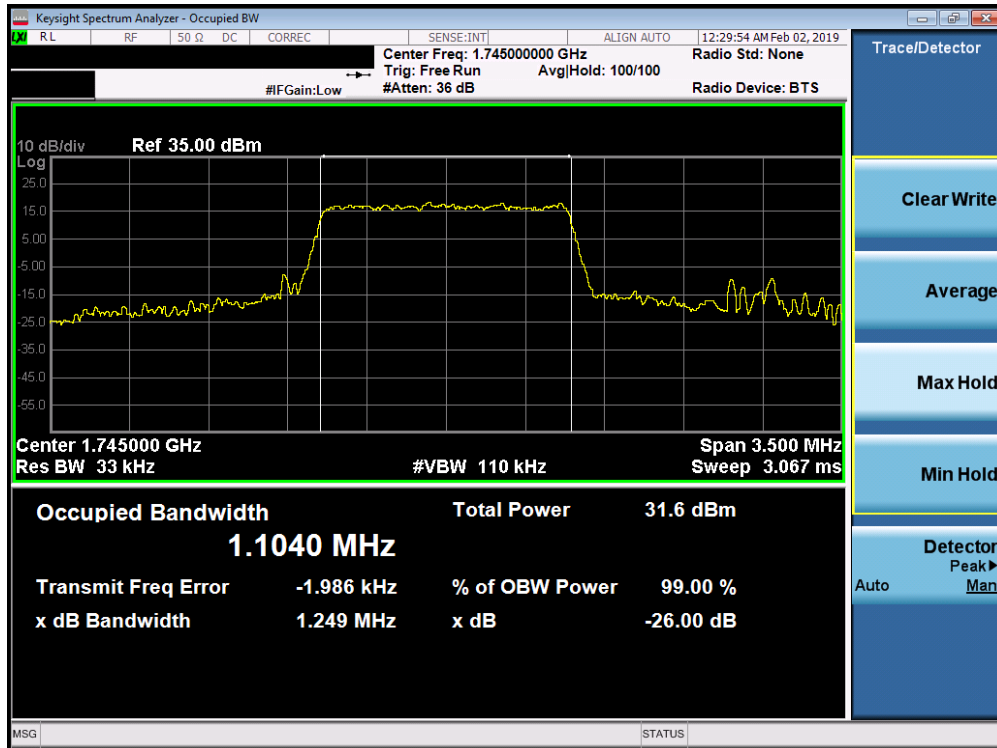 Keysight Spectrum Analyzer - Occupied BW
LXI RL RF 50 Ω DC CORREC SENSE:INT ALIGN AUTO 12:29:54 AM Feb 02, 2019
Center Freq: 1.745000000 GHz Radio Std: None
Trig: Free Run Avg|Hold: 100/100
#IFGain:Low #Atten: 36 dB Radio Device: BTS
10 dB/div Ref 35.00 dBm
Log
25.0
15.0
5.00
-5.00
-15.0
-25.0
-35.0
-45.0
-55.0
Center 1.745000 GHz Span 3.500 MHz
Res BW 33 kHz #VBW 110 kHz Sweep 3.067 ms
Occupied Bandwidth Total Power 31.6 dBm
1.1040 MHz
Transmit Freq Error -1.986 kHz % of OBW Power 99.00 %
x dB Bandwidth 1.249 MHz x dB -26.00 dB
MSG STATUS
Trace/Detector
Clear Write
Average
Max Hold
Min Hold
Detector
Peak▶
Auto Man